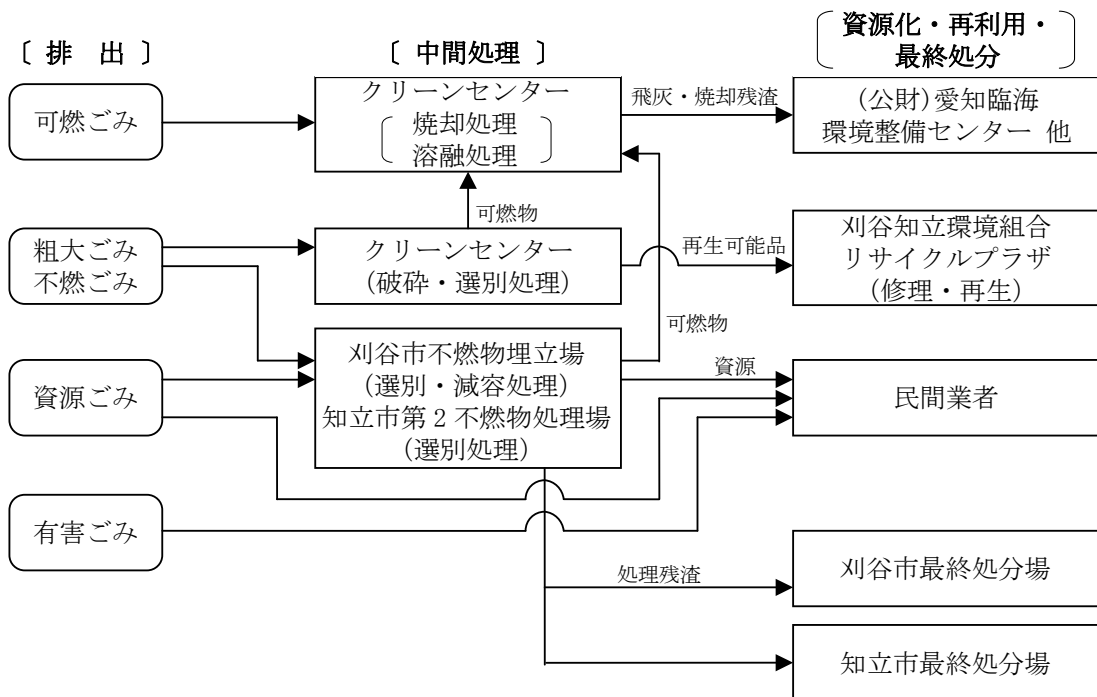 〔 排 出 〕
〔 中間処理 〕
資源化・再利用・
最終処分
可燃ごみ
クリーンセンター
焼却処理
溶融処理
飛灰・焼却残渣
(公財)愛知臨海
環境整備センター 他
可燃物
粗大ごみ
不燃ごみ
クリーンセンター
(破砕・選別処理)
再生可能品
刈谷知立環境組合
リサイクルプラザ
(修理・再生)
可燃物
資源ごみ
刈谷市不燃物埋立場
(選別・減容処理)
知立市第2不燃物処理場
(選別処理)
資源
民間業者
有害ごみ
処理残渣
刈谷市最終処分場
知立市最終処分場